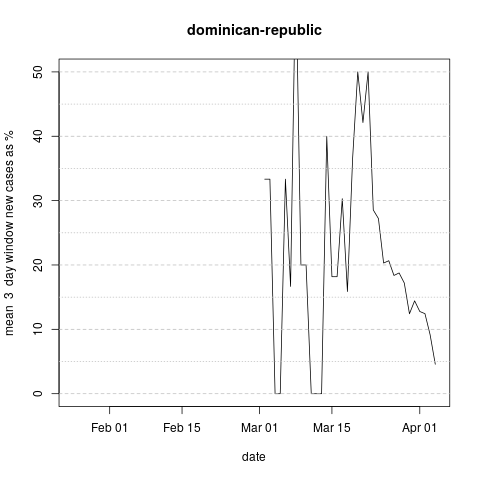 dominican-republic
mean 3 day window new cases as %
50
40
30
20
10
0
Feb 01 Feb 15 Mar 01 Mar 15 Apr 01
date